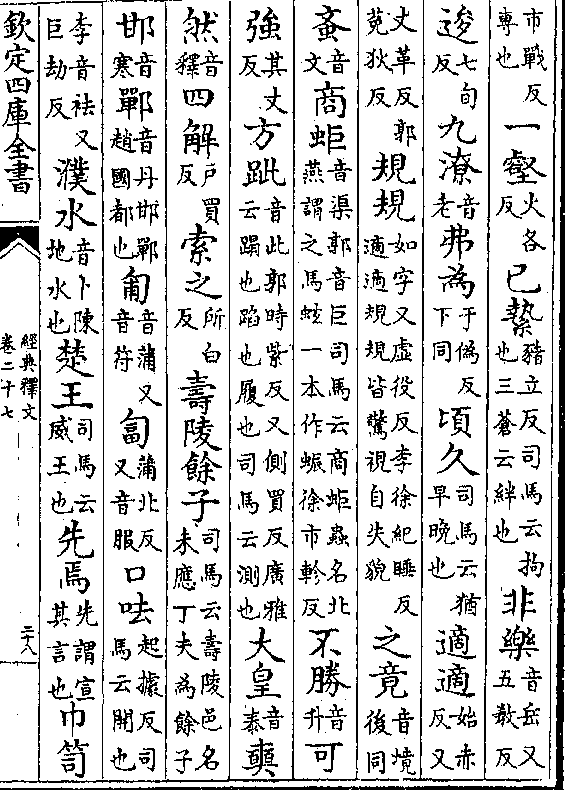 市戰反專也一壑火各反已縶豬立反司馬云拘也三蒼云絆也非樂音岳又五教反
逡七旬反九潦音老弗為于偽反下同頃久司馬云猶早晚也適適始赤反又
丈革反郭菟狄反規規如字又虛役反李徐紀睡反適適規規皆驚視自失貌之竟音境後同
蚉音文商蚷音渠郭音巨司馬云商蚷蟲名北燕謂之馬蚿一本作蜄徐市軫反不勝音升可
強其丈反方跐音此郭時紫反又側買反廣雅云蹋也蹈也履也司馬云測也大皇音泰奭
然音釋四解戶買反索之所白反壽陵餘子司馬云壽陵邑名未應丁夫為餘子
邯音寒鄲音丹邯鄲趙國都也匍音蒲又音符匐蒲北反又音服口呿起據反司馬云開也
李音袪又巨劫反濮水音卜陳地水也楚王司馬云威王也先焉先謂宣其言也巾笥
欽定四庫全書
經典釋文
卷二十七
二十八